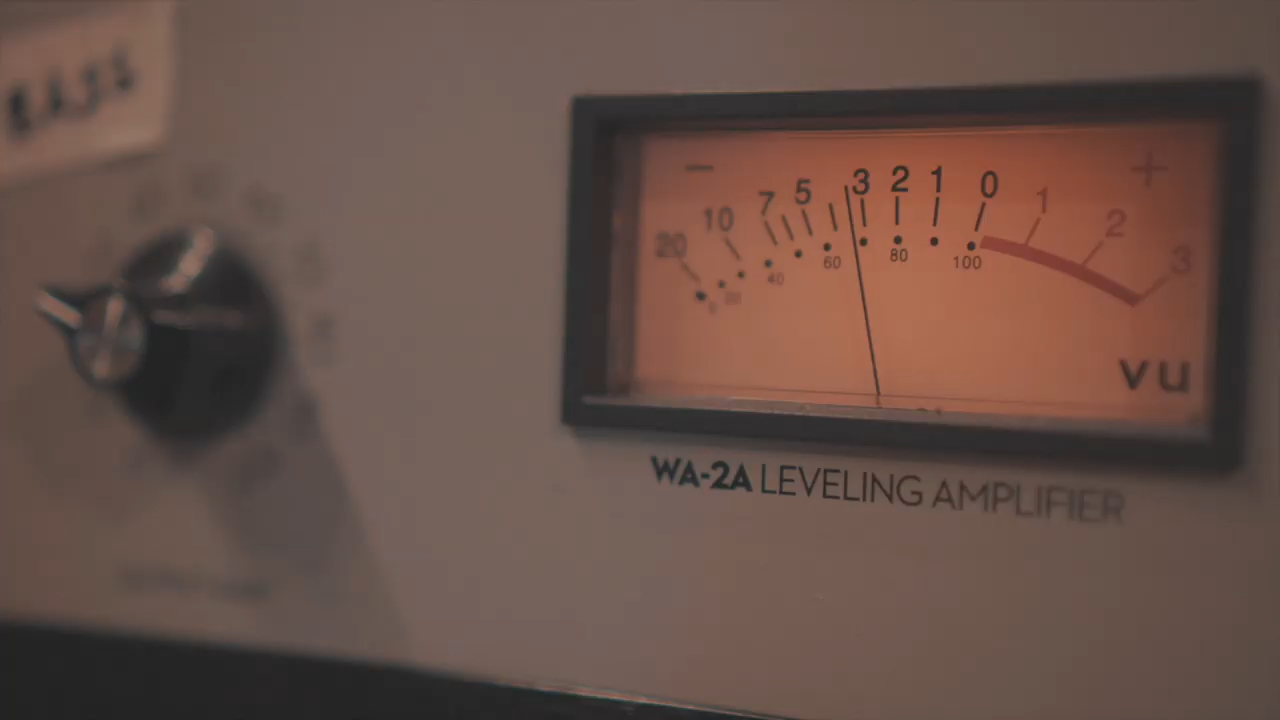 BASS
− +
20 10 7 5 3 2 1 0 1 2 3
40 60 80 100
VU
WA-2A LEVELING AMPLIFIER